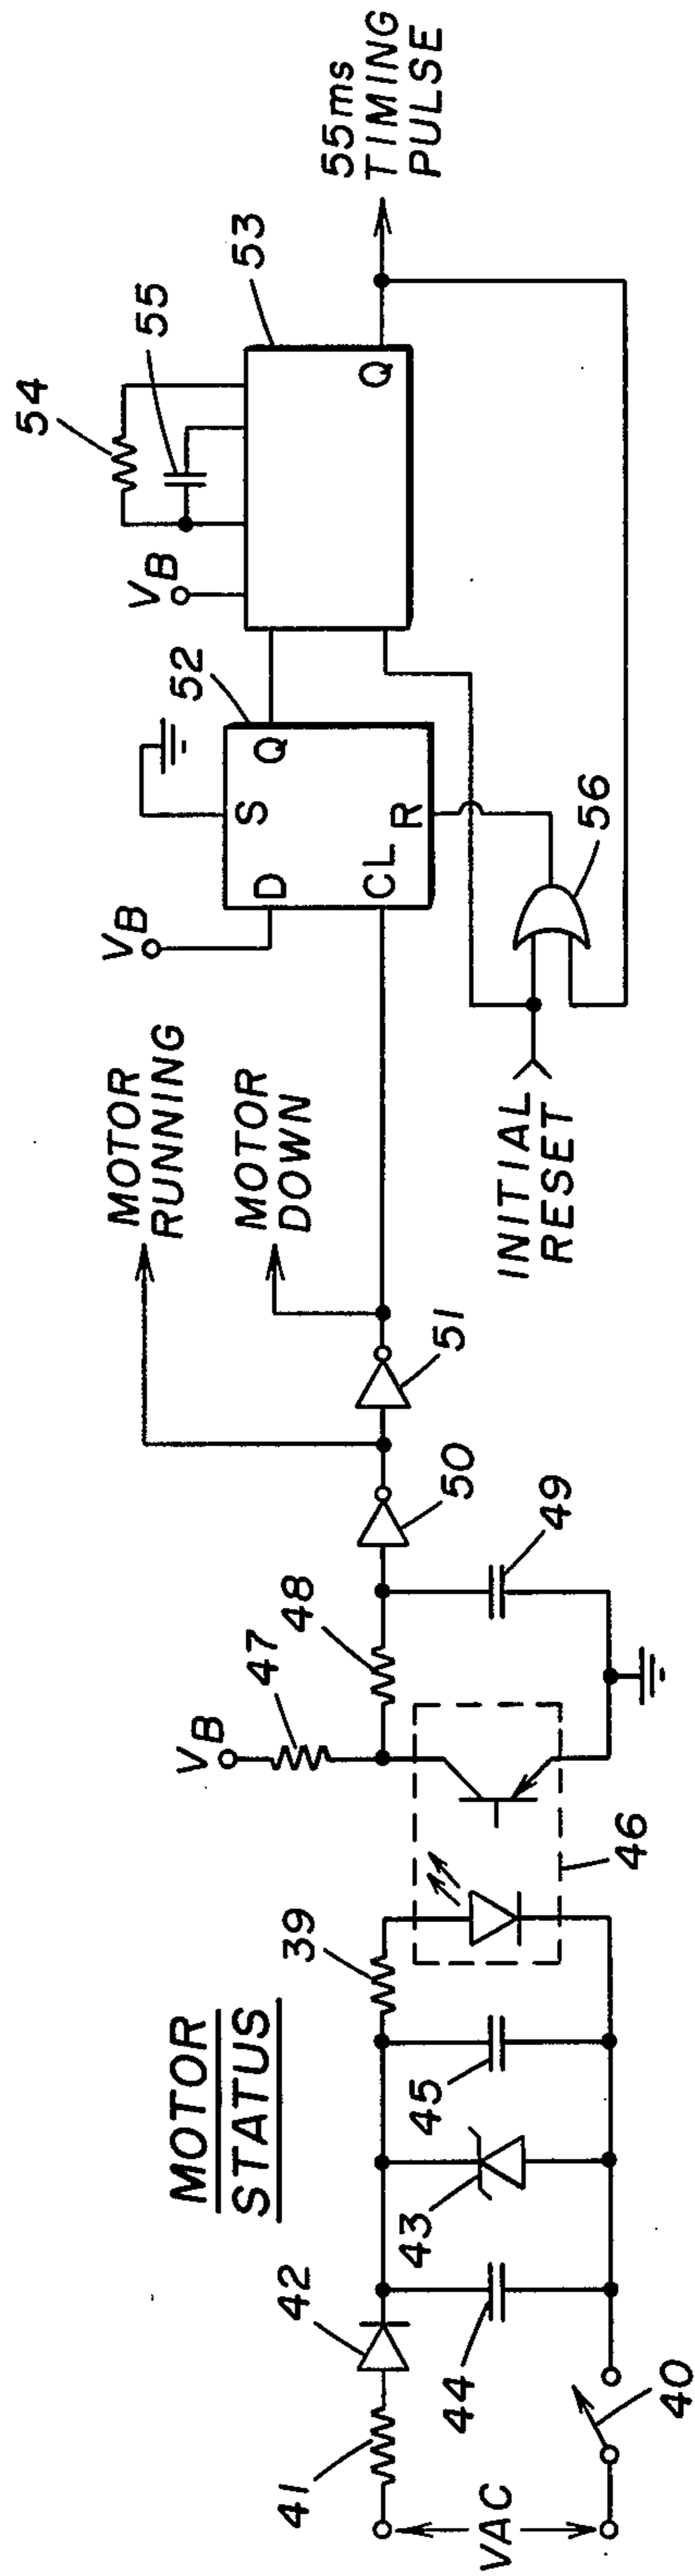 MOTOR
STATUS
VAC
40
41
42
44
43
45
39
46
VB
47
48
49
50
51
MOTOR
RUNNING
MOTOR
DOWN
VB
D
S
Q
CL
R
52
INITIAL
RESET
56
VB
54
55
53
Q
55ms
TIMING
PULSE